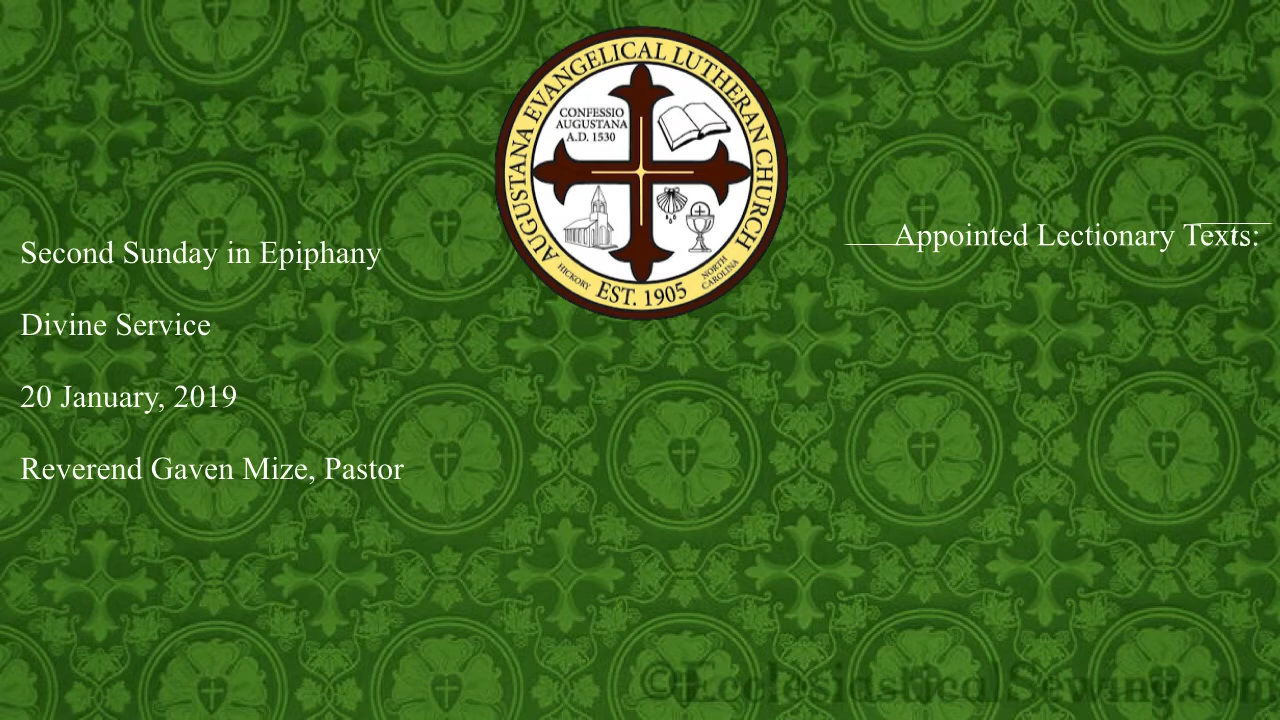 AUGUSTANA EVANGELICAL LUTHERAN CHURCH
CONFESSIO
AUGUSTANA
A.D. 1530
HICKORY
NORTH
CAROLINA
EST. 1905
Second Sunday in Epiphany
Divine Service
20 January, 2019
Reverend Gaven Mize, Pastor
Appointed Lectionary Texts:
©EcclesiasticalSewing.com